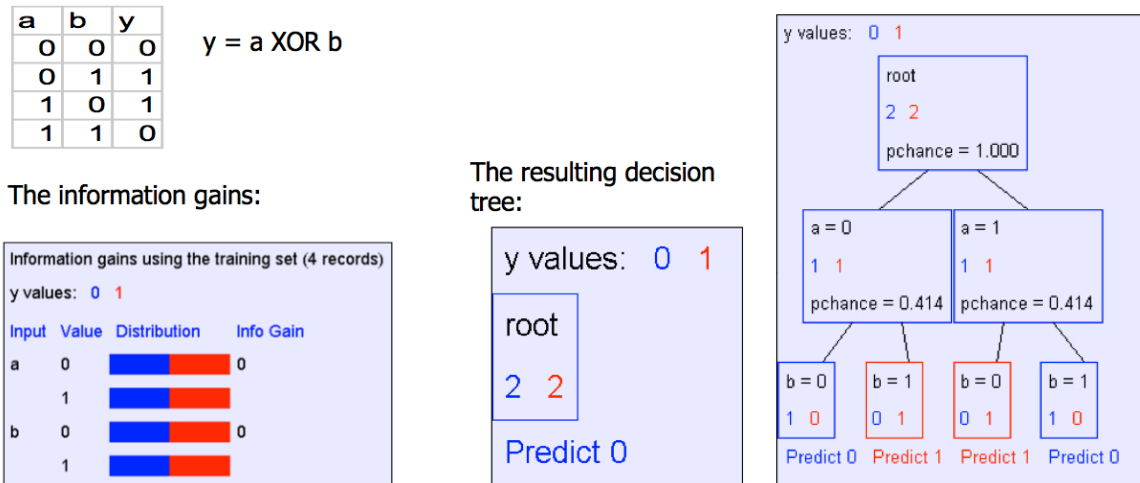 a b y
0 0 0
0 1 1
1 0 1
1 1 0
y = a XOR b
The information gains:
Information gains using the training set (4 records)
y values: 0 1
Input Value Distribution Info Gain
a 0 0
1
b 0 0
1
The resulting decision
tree:
y values: 0 1
root
2 2
Predict 0
y values: 0 1
root
2 2
pchance = 1.000
a = 0 a = 1
1 1 1 1
pchance = 0.414 pchance = 0.414
b = 0 b = 1 b = 0 b = 1
1 0 0 1 0 1 1 0
Predict 0 Predict 1 Predict 1 Predict 0